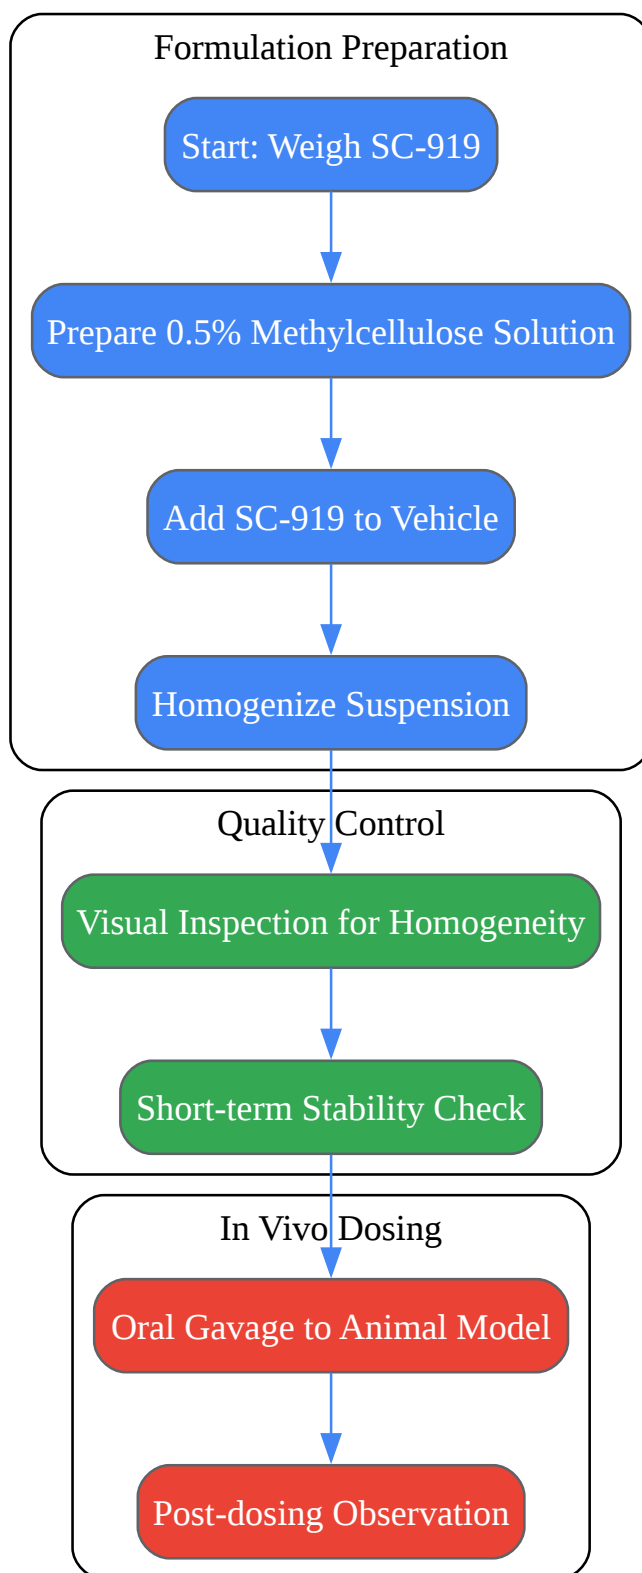 Formulation Preparation
Start: Weigh SC-919
Prepare 0.5% Methylcellulose Solution
Add SC-919 to Vehicle
Homogenize Suspension
Quality Control
Visual Inspection for Homogeneity
Short-term Stability Check
In Vivo Dosing
Oral Gavage to Animal Model
Post-dosing Observation